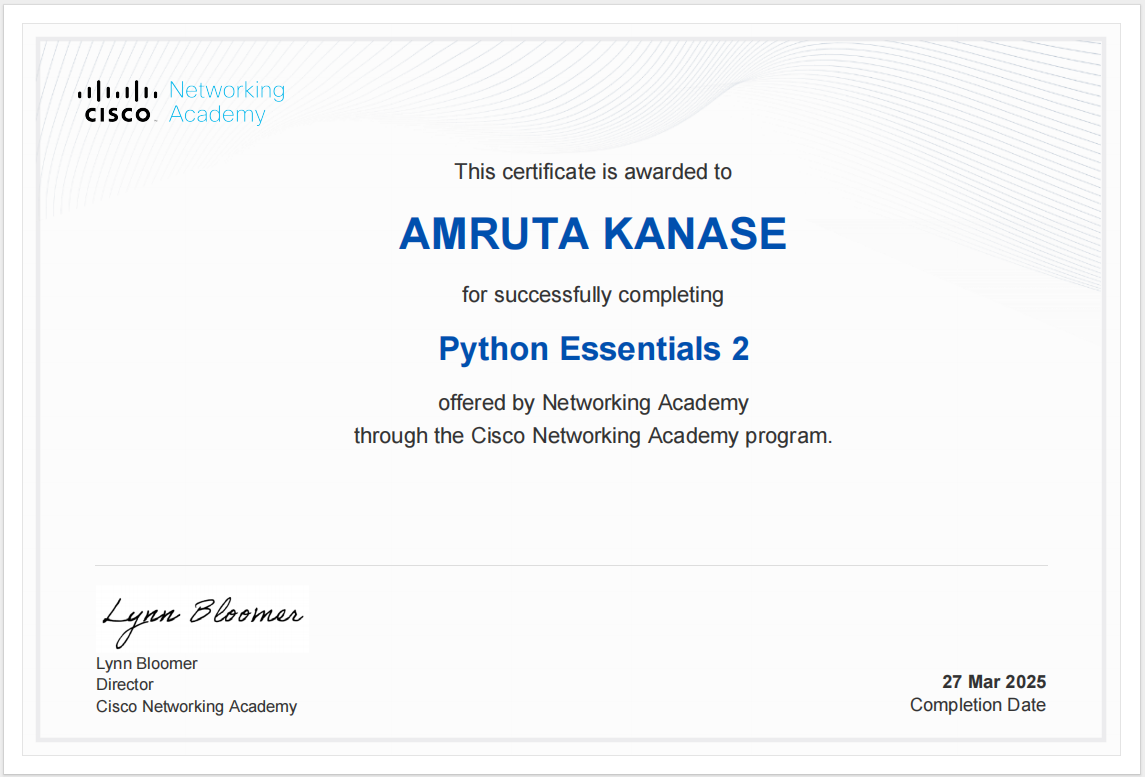 CISCO Networking
Academy
This certificate is awarded to
AMRUTA KANASE
for successfully completing
Python Essentials 2
offered by Networking Academy
through the Cisco Networking Academy program.
Lynn Bloomer
Lynn Bloomer
Director
Cisco Networking Academy
27 Mar 2025
Completion Date